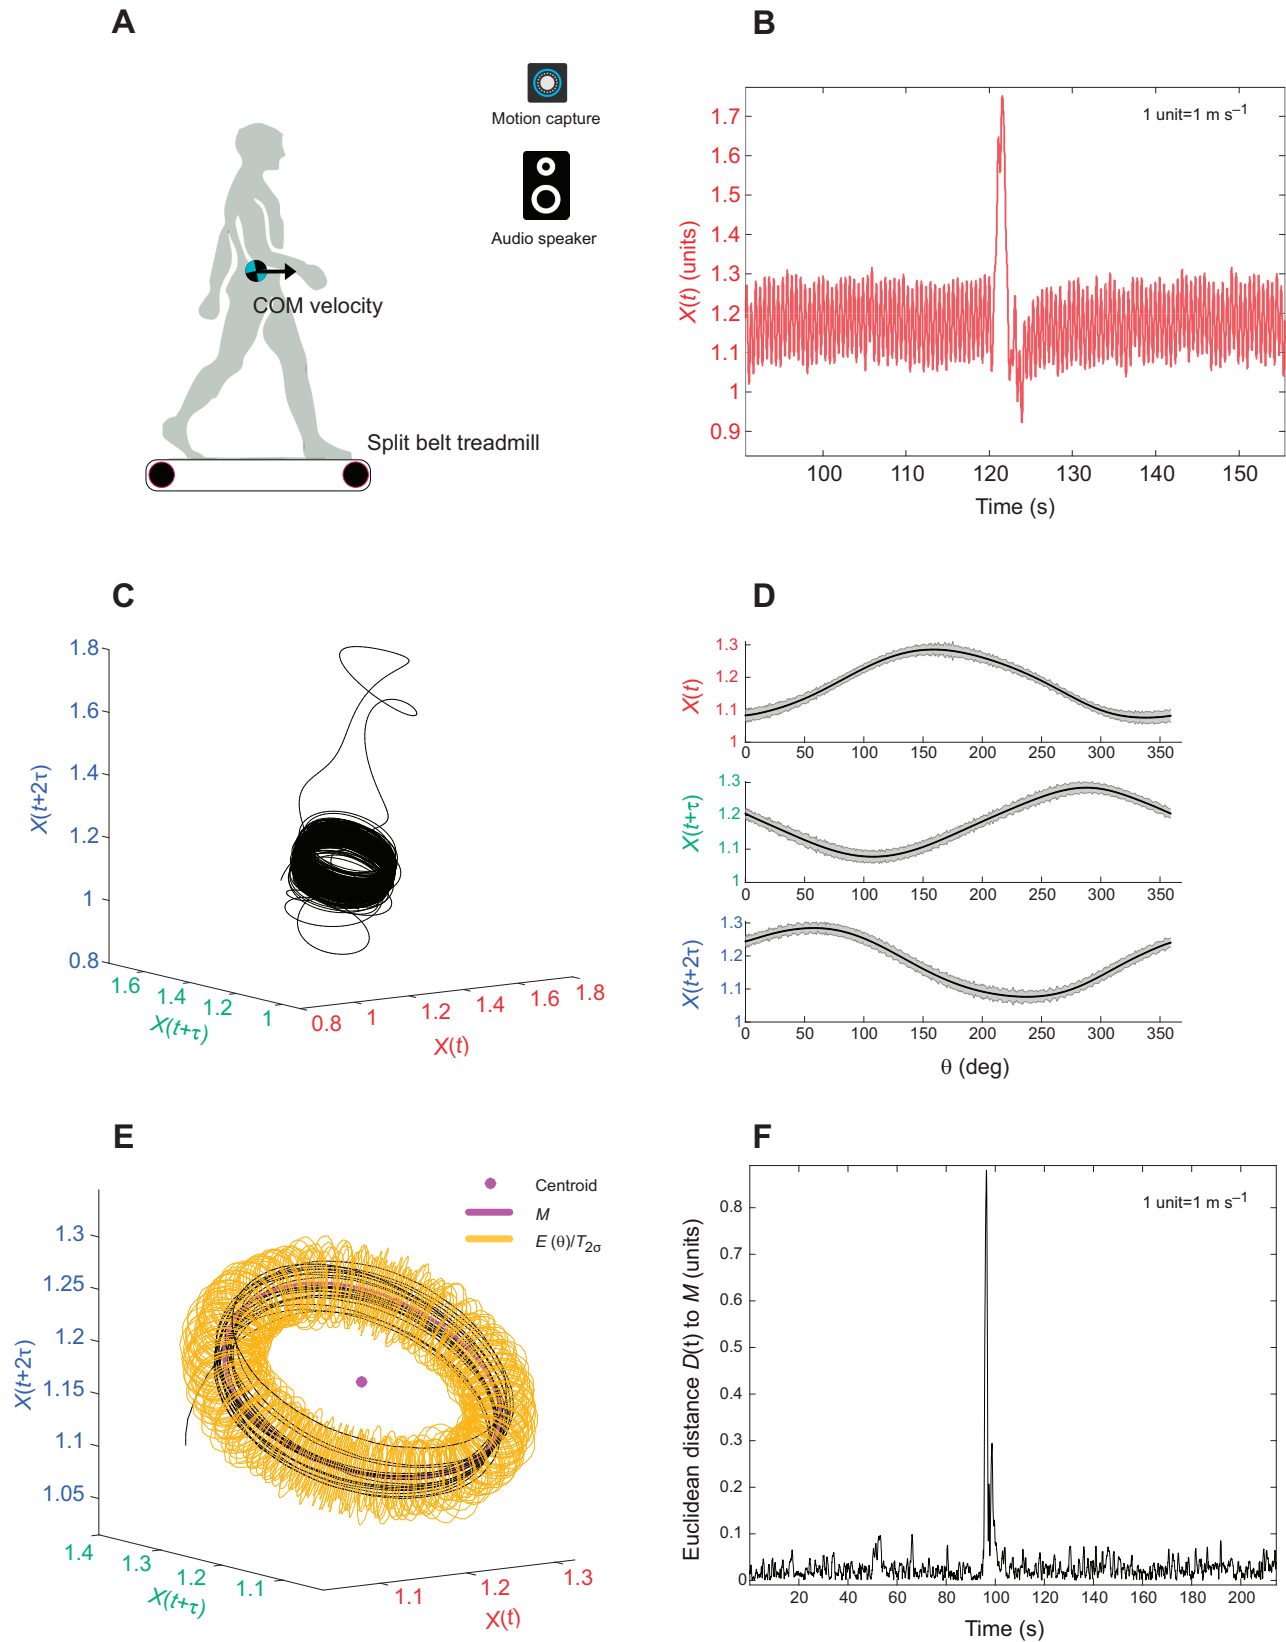 A
Motion capture
Audio speaker
COM velocity
Split belt treadmill
B
1 unit=1 m s–1
X(t) (units)
1.7
1.6
1.5
1.4
1.3
1.2
1.1
1
0.9
100 110 120 130 140 150
Time (s)
C
X(t+2τ)
1.8
1.6
1.4
1.2
1
0.8
1.6 1.4 1.2 1
X(t+τ)
0.8 1 1.2 1.4 1.6 1.8
X(t)
D
X(t)
1.3
1.2
1.1
1
0 50 100 150 200 250 300 350
X(t+τ)
1.3
1.2
1.1
1
0 50 100 150 200 250 300 350
X(t+2τ)
1.3
1.2
1.1
1
0 50 100 150 200 250 300 350
θ (deg)
E
Centroid
M
E (θ)/T2σ
X(t+2τ)
1.3
1.25
1.2
1.15
1.1
1.05
1.4 1.3 1.2 1.1
X(t+τ)
1.1 1.2 1.3
X(t)
F
1 unit=1 m s–1
Euclidean distance D(t) to M (units)
0.8
0.7
0.6
0.5
0.4
0.3
0.2
0.1
0
20 40 60 80 100 120 140 160 180 200
Time (s)